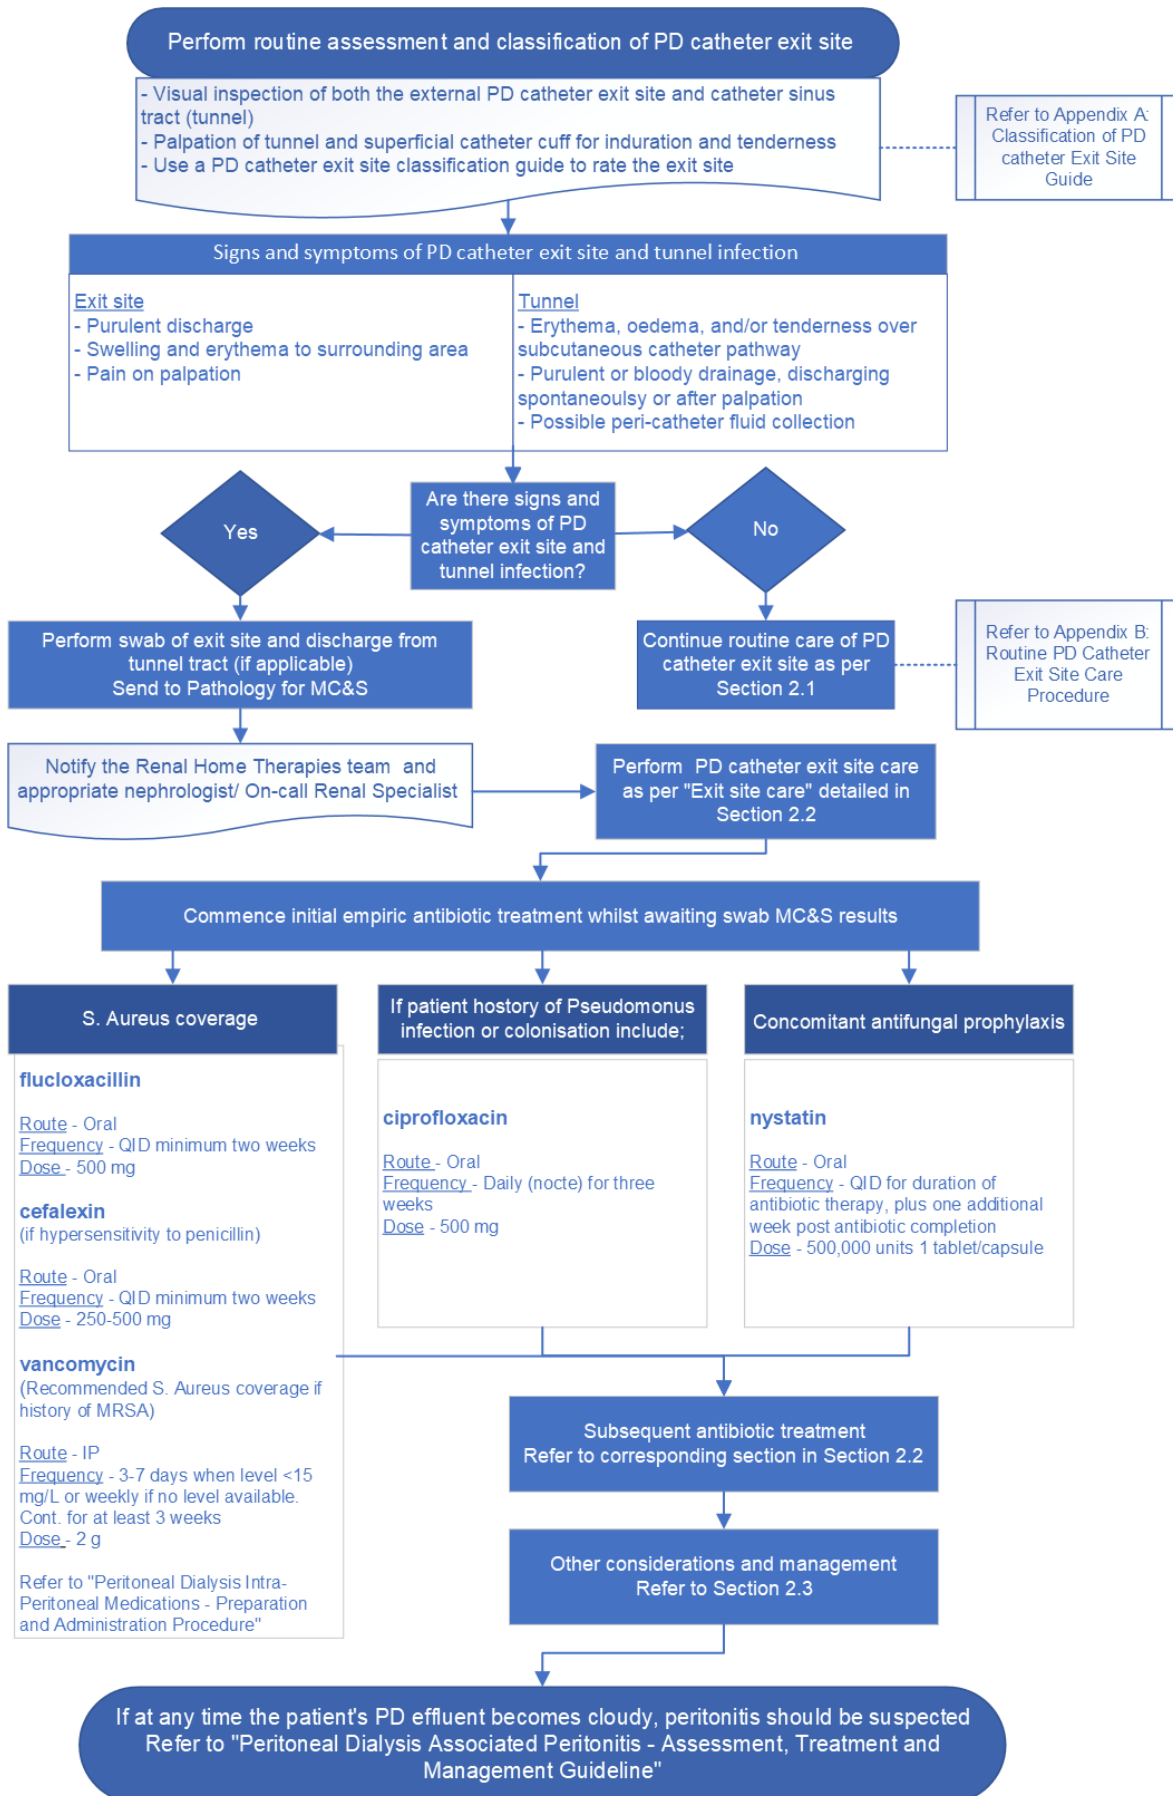 Perform routine assessment and classification of PD catheter exit site
- Visual inspection of both the external PD catheter exit site and catheter sinus
tract (tunnel)
- Palpation of tunnel and superficial catheter cuff for induration and tenderness
- Use a PD catheter exit site classification guide to rate the exit site
Refer to Appendix A:
Classification of PD
catheter Exit Site
Guide
Signs and symptoms of PD catheter exit site and tunnel infection
Exit site
- Purulent discharge
- Swelling and erythema to surrounding area
- Pain on palpation
Tunnel
- Erythema, oedema, and/or tenderness over
subcutaneous catheter pathway
- Purulent or bloody drainage, discharging
spontaneoulsy or after palpation
- Possible peri-catheter fluid collection
Are there signs and
symptoms of PD
catheter exit site and
tunnel infection?
Yes
No
Perform swab of exit site and discharge from
tunnel tract (if applicable)
Send to Pathology for MC&S
Continue routine care of PD
catheter exit site as per
Section 2.1
Refer to Appendix B:
Routine PD Catheter
Exit Site Care
Procedure
Notify the Renal Home Therapies team and
appropriate nephrologist/ On-call Renal Specialist
Perform PD catheter exit site care
as per "Exit site care" detailed in
Section 2.2
Commence initial empiric antibiotic treatment whilst awaiting swab MC&S results
S. Aureus coverage
flucloxacillin
Route - Oral
Frequency - QID minimum two weeks
Dose - 500 mg
cefalexin
(if hypersensitivity to penicillin)
Route - Oral
Frequency - QID minimum two weeks
Dose - 250-500 mg
vancomycin
(Recommended S. Aureus coverage if
history of MRSA)
Route - IP
Frequency - 3-7 days when level <15
mg/L or weekly if no level available.
Cont. for at least 3 weeks
Dose - 2 g
Refer to "Peritoneal Dialysis Intra-
Peritoneal Medications - Preparation
and Administration Procedure"
If patient hostory of Pseudomonus
infection or colonisation include;
ciprofloxacin
Route - Oral
Frequency - Daily (nocte) for three
weeks
Dose - 500 mg
Concomitant antifungal prophylaxis
nystatin
Route - Oral
Frequency - QID for duration of
antibiotic therapy, plus one additional
week post antibiotic completion
Dose - 500,000 units 1 tablet/capsule
Subsequent antibiotic treatment
Refer to corresponding section in Section 2.2
Other considerations and management
Refer to Section 2.3
If at any time the patient's PD effluent becomes cloudy, peritonitis should be suspected
Refer to "Peritoneal Dialysis Associated Peritonitis - Assessment, Treatment and
Management Guideline"